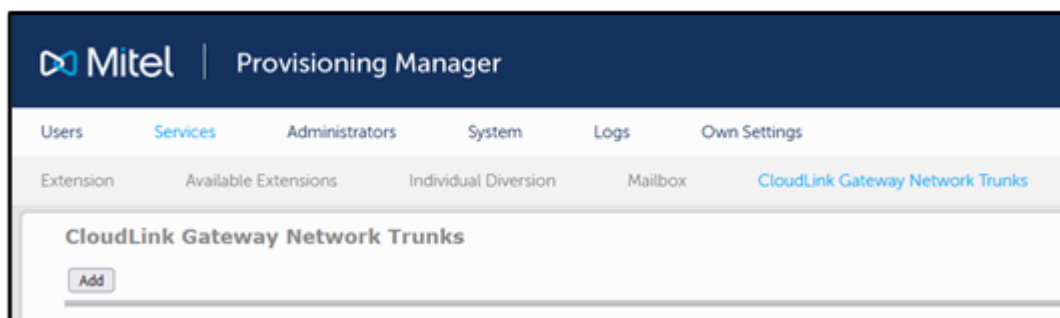 Mitel | Provisioning Manager
Users Services Administrators System Logs Own Settings
Extension Available Extensions Individual Diversion Mailbox CloudLink Gateway Network Trunks
CloudLink Gateway Network Trunks
Add